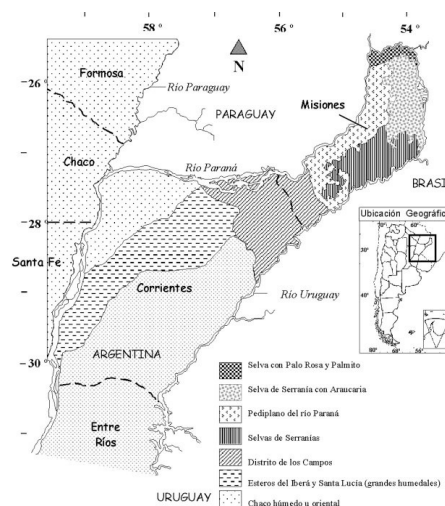 58°
56°
54°
-26°
-28°
-30°
N
Formosa
Río Paraguay
PARAGUAY
Misiones
Chaco
Río Paraná
BRASI
Santa Fe
Corrientes
Río Uruguay
ARGENTINA
Entre
Ríos
URUGUAY
Ubicación Geográfic
Selva con Palo Rosa y Palmito
Selva de Serranía con Araucaria
Pediplano del río Paraná
Selvas de Serranías
Distrito de los Campos
Esteros del Iberá y Santa Lucía (grandes humedales)
Chaco húmedo u oriental